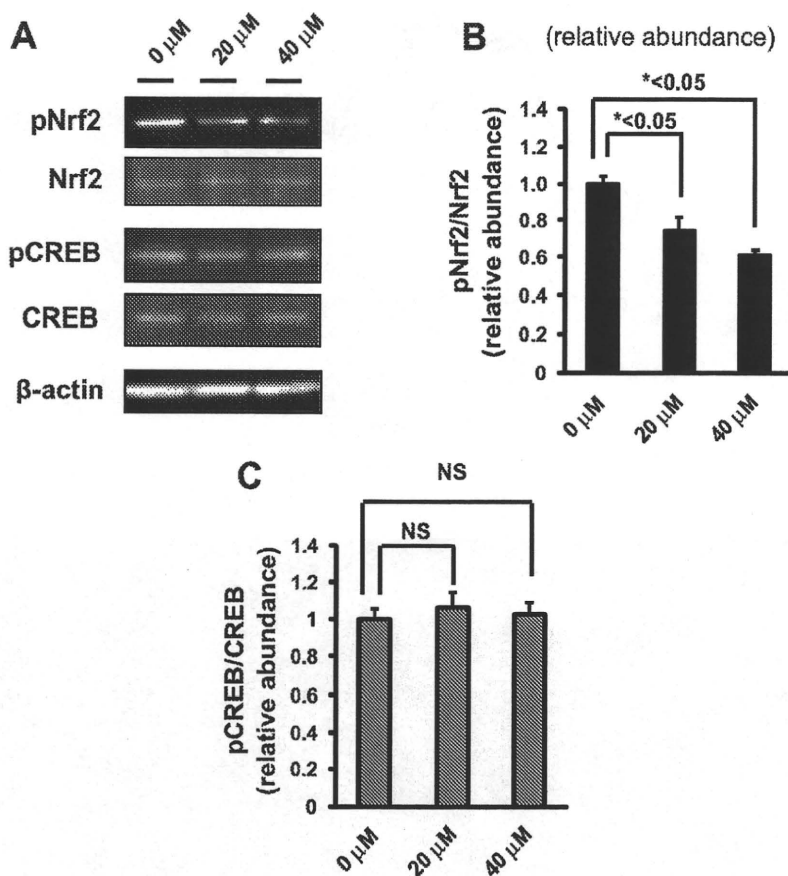 A
0 µM 20 µM 40 µM
pNrf2
Nrf2
pCREB
CREB
β-actin
B
(relative abundance)
*<0.05
*<0.05
pNrf2/Nrf2
(relative abundance)
1.4
1.2
1.0
0.8
0.6
0.4
0.2
0
0 µM 20 µM 40 µM
C
NS
NS
pCREB/CREB
(relative abundance)
1.4
1.2
1
0.8
0.6
0.4
0.2
0
0 µM 20 µM 40 µM